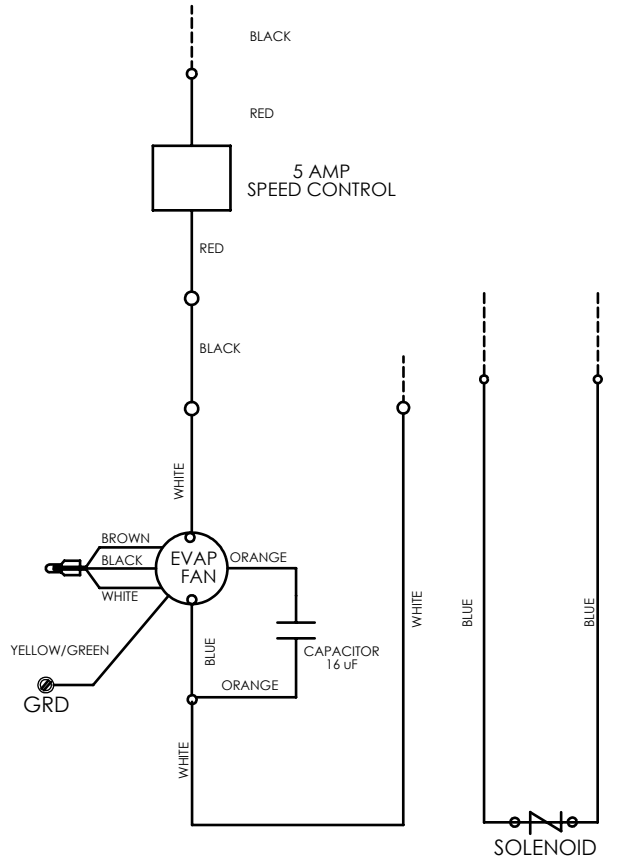 BLACK
RED
5 AMP
SPEED CONTROL
RED
BLACK
WHITE
BROWN
BLACK
WHITE
EVAP
FAN
ORANGE
YELLOW/GREEN
GRD
BLUE
CAPACITOR
16 uF
ORANGE
WHITE
WHITE
BLUE
BLUE
SOLENOID